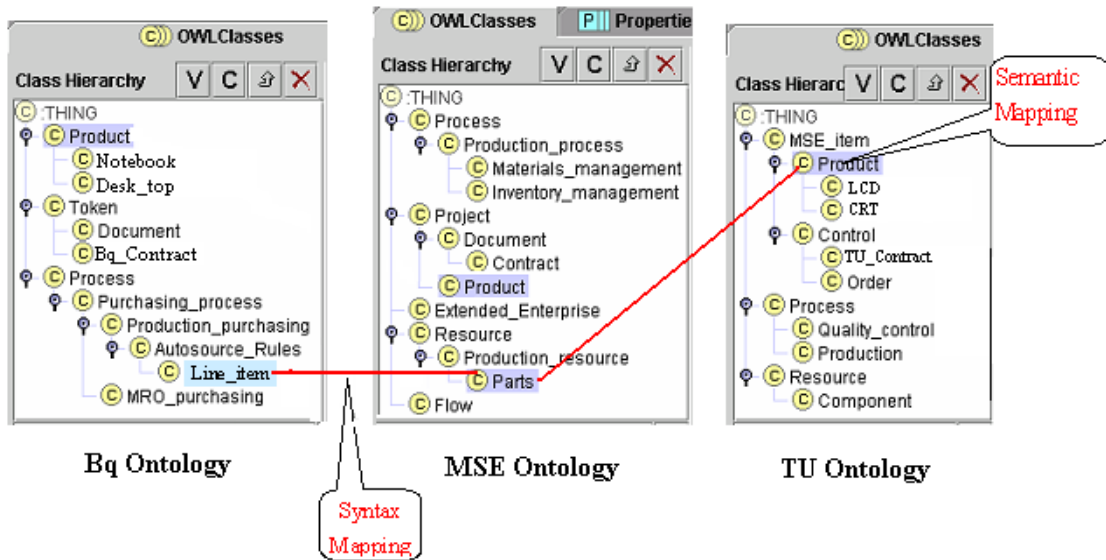 OWLClasses
Class Hierarchy V C
:THING
Product
Notebook
Desk_top
Token
Document
Bq_Contract
Process
Purchasing_process
Production_purchasing
Autosource_Rules
Line_item
MRO_purchasing
Bq Ontology
OWLClasses Propertie
Class Hierarchy V C
:THING
Process
Production_process
Materials_management
Inventory_management
Project
Document
Contract
Product
Extended_Enterprise
Resource
Production_resource
Parts
Flow
MSE Ontology
Syntax
Mapping
OWLClasses
Class Hierarc V C
:THING
MSE_item
Product
LCD
CRT
Control
TU_Contract
Order
Process
Quality_control
Production
Resource
Component
TU Ontology
Semantic
Mapping